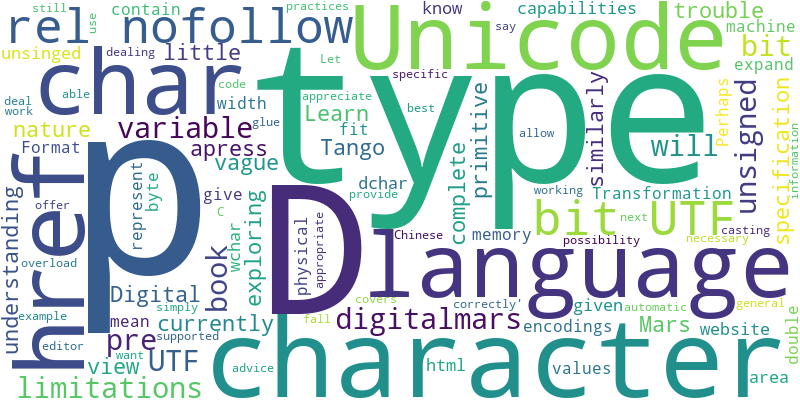 still
practices
contain
know
capabilities
trouble
use
rel
nofollow
Unicode
say
machine
deal
able
dealing
Let
bit
unsinged
little
specific
expand
work
char
type
code
appreciate
width
best
Learn
glue
allow
nature
variable
fit
primitive
similarly
unsigned
Perhaps
specification
information
Format
apress
Tango
will
href
p
vague
dchar
complete
represent
byte
give
provide
working
Transformation
offer
exploring
D
C
memory
bit
UTF
next
understanding
book
wchar
physical
appropriate
Chinese
possibility
casting
necessary
overload
language
Digital
covers
correctly'
given
automatic
general
example
simply
mean
currently
digitalmars
encodings
Mars
website
double
editor
pre
supported
fall
view
UTF
want
character
html
values
area
limitations
advice